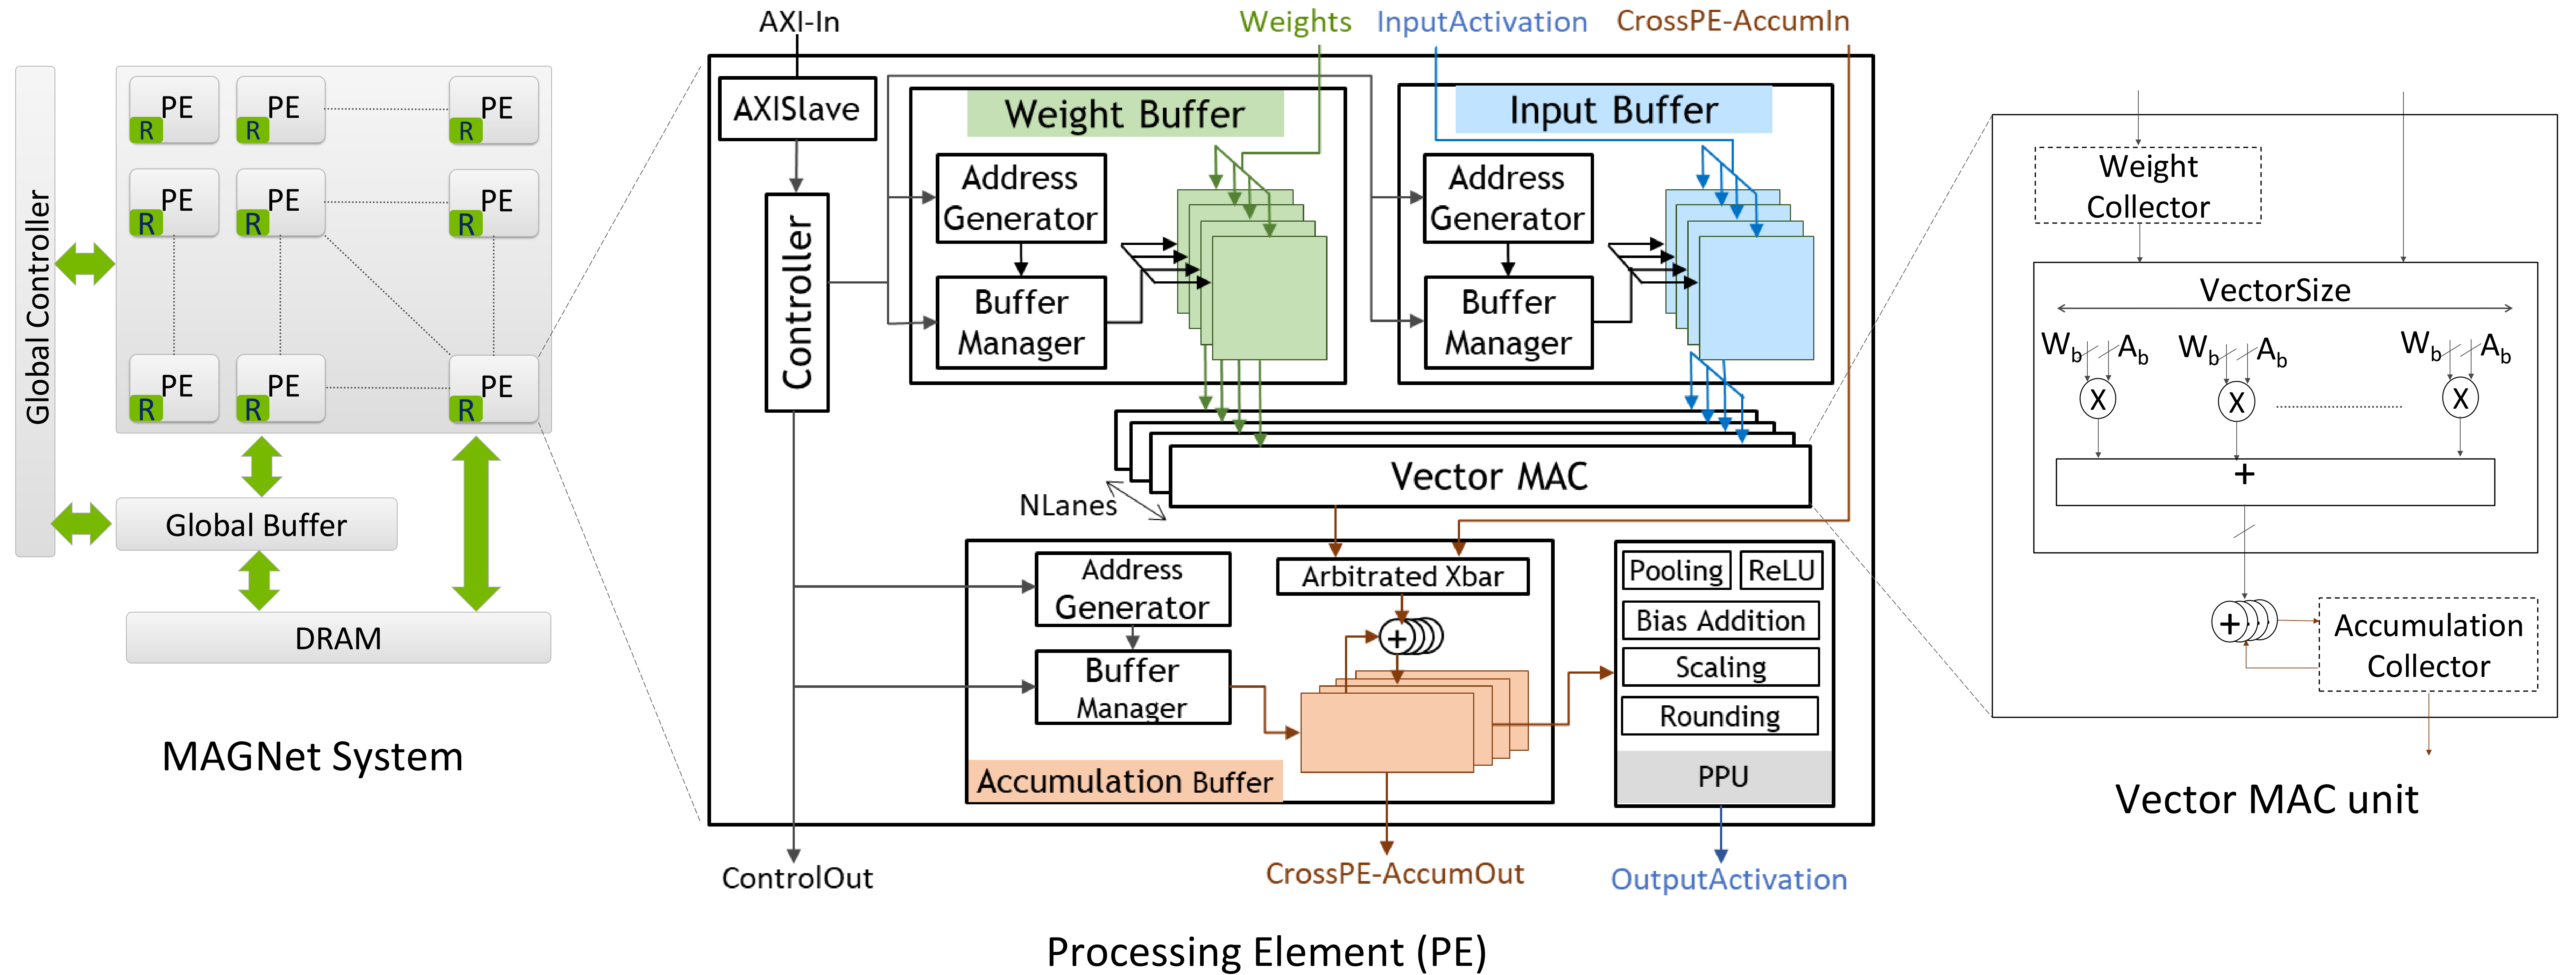 Global Controller
PE
R
PE
R
PE
R
PE
R
PE
R
PE
R
PE
R
PE
R
PE
R
Global Buffer
DRAM
MAGNet System
AXI-In
Weights
InputActivation
CrossPE-AccumIn
AXISlave
Controller
Weight Buffer
Address
Generator
Buffer
Manager
Input Buffer
Address
Generator
Buffer
Manager
Vector MAC
NLanes
Address
Generator
Buffer
Manager
Arbitrated Xbar
+
Accumulation Buffer
Pooling
ReLU
Bias Addition
Scaling
Rounding
PPU
ControlOut
CrossPE-AccumOut
OutputActivation
Processing Element (PE)
Weight
Collector
VectorSize
Wb Ab
Wb Ab
Wb Ab
X
X
X
+
+
Accumulation
Collector
Vector MAC unit